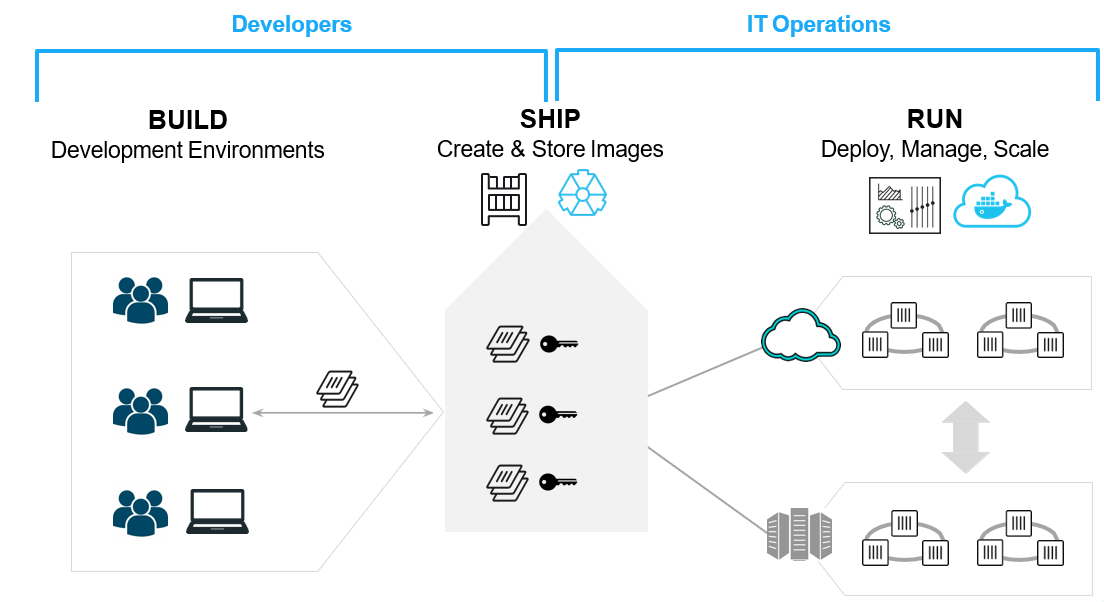 Developers
IT Operations
BUILD
Development Environments
SHIP
Create & Store Images
RUN
Deploy, Manage, Scale